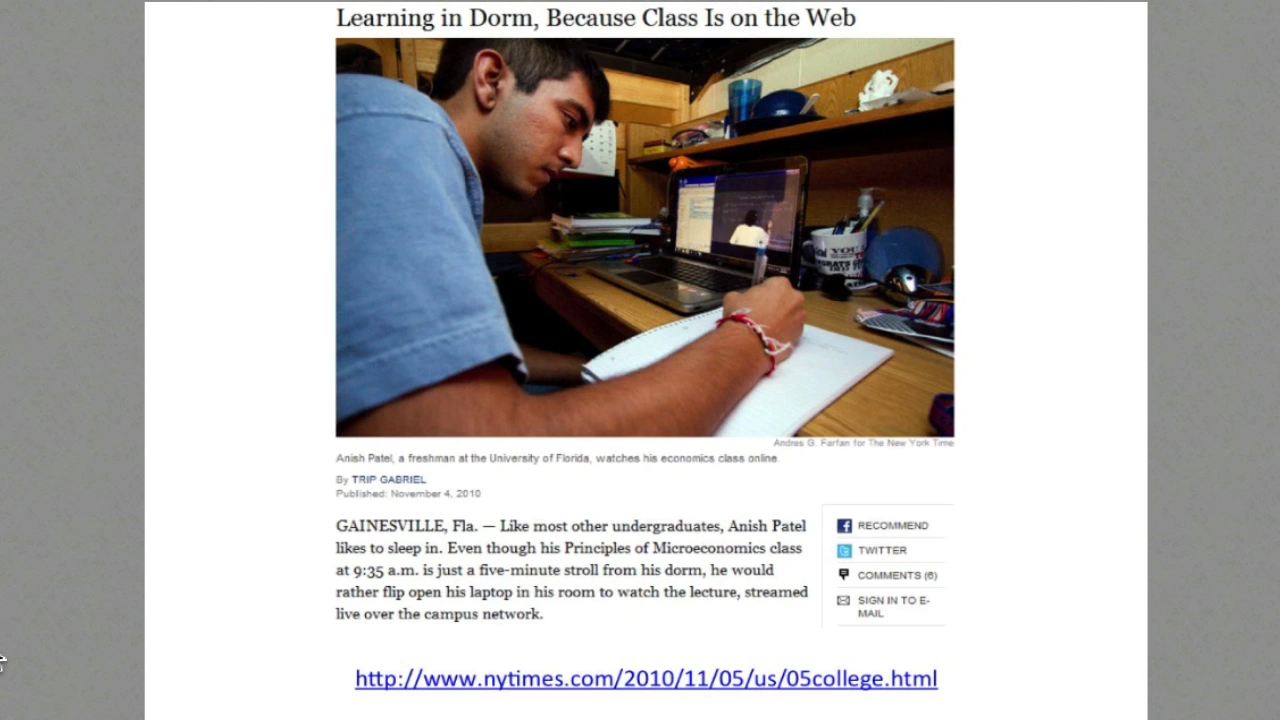 Learning in Dorm, Because Class Is on the Web
Andres G. Farfan for The New York Time
Anish Patel, a freshman at the University of Florida, watches his economics class online.
By TRIP GABRIEL
Published: November 4, 2010
GAINESVILLE, Fla. — Like most other undergraduates, Anish Patel
likes to sleep in. Even though his Principles of Microeconomics class
at 9:35 a.m. is just a five-minute stroll from his dorm, he would
rather flip open his laptop in his room to watch the lecture, streamed
live over the campus network.
RECOMMEND
TWITTER
COMMENTS (6)
SIGN IN TO E-
MAIL
http://www.nytimes.com/2010/11/05/us/05college.html